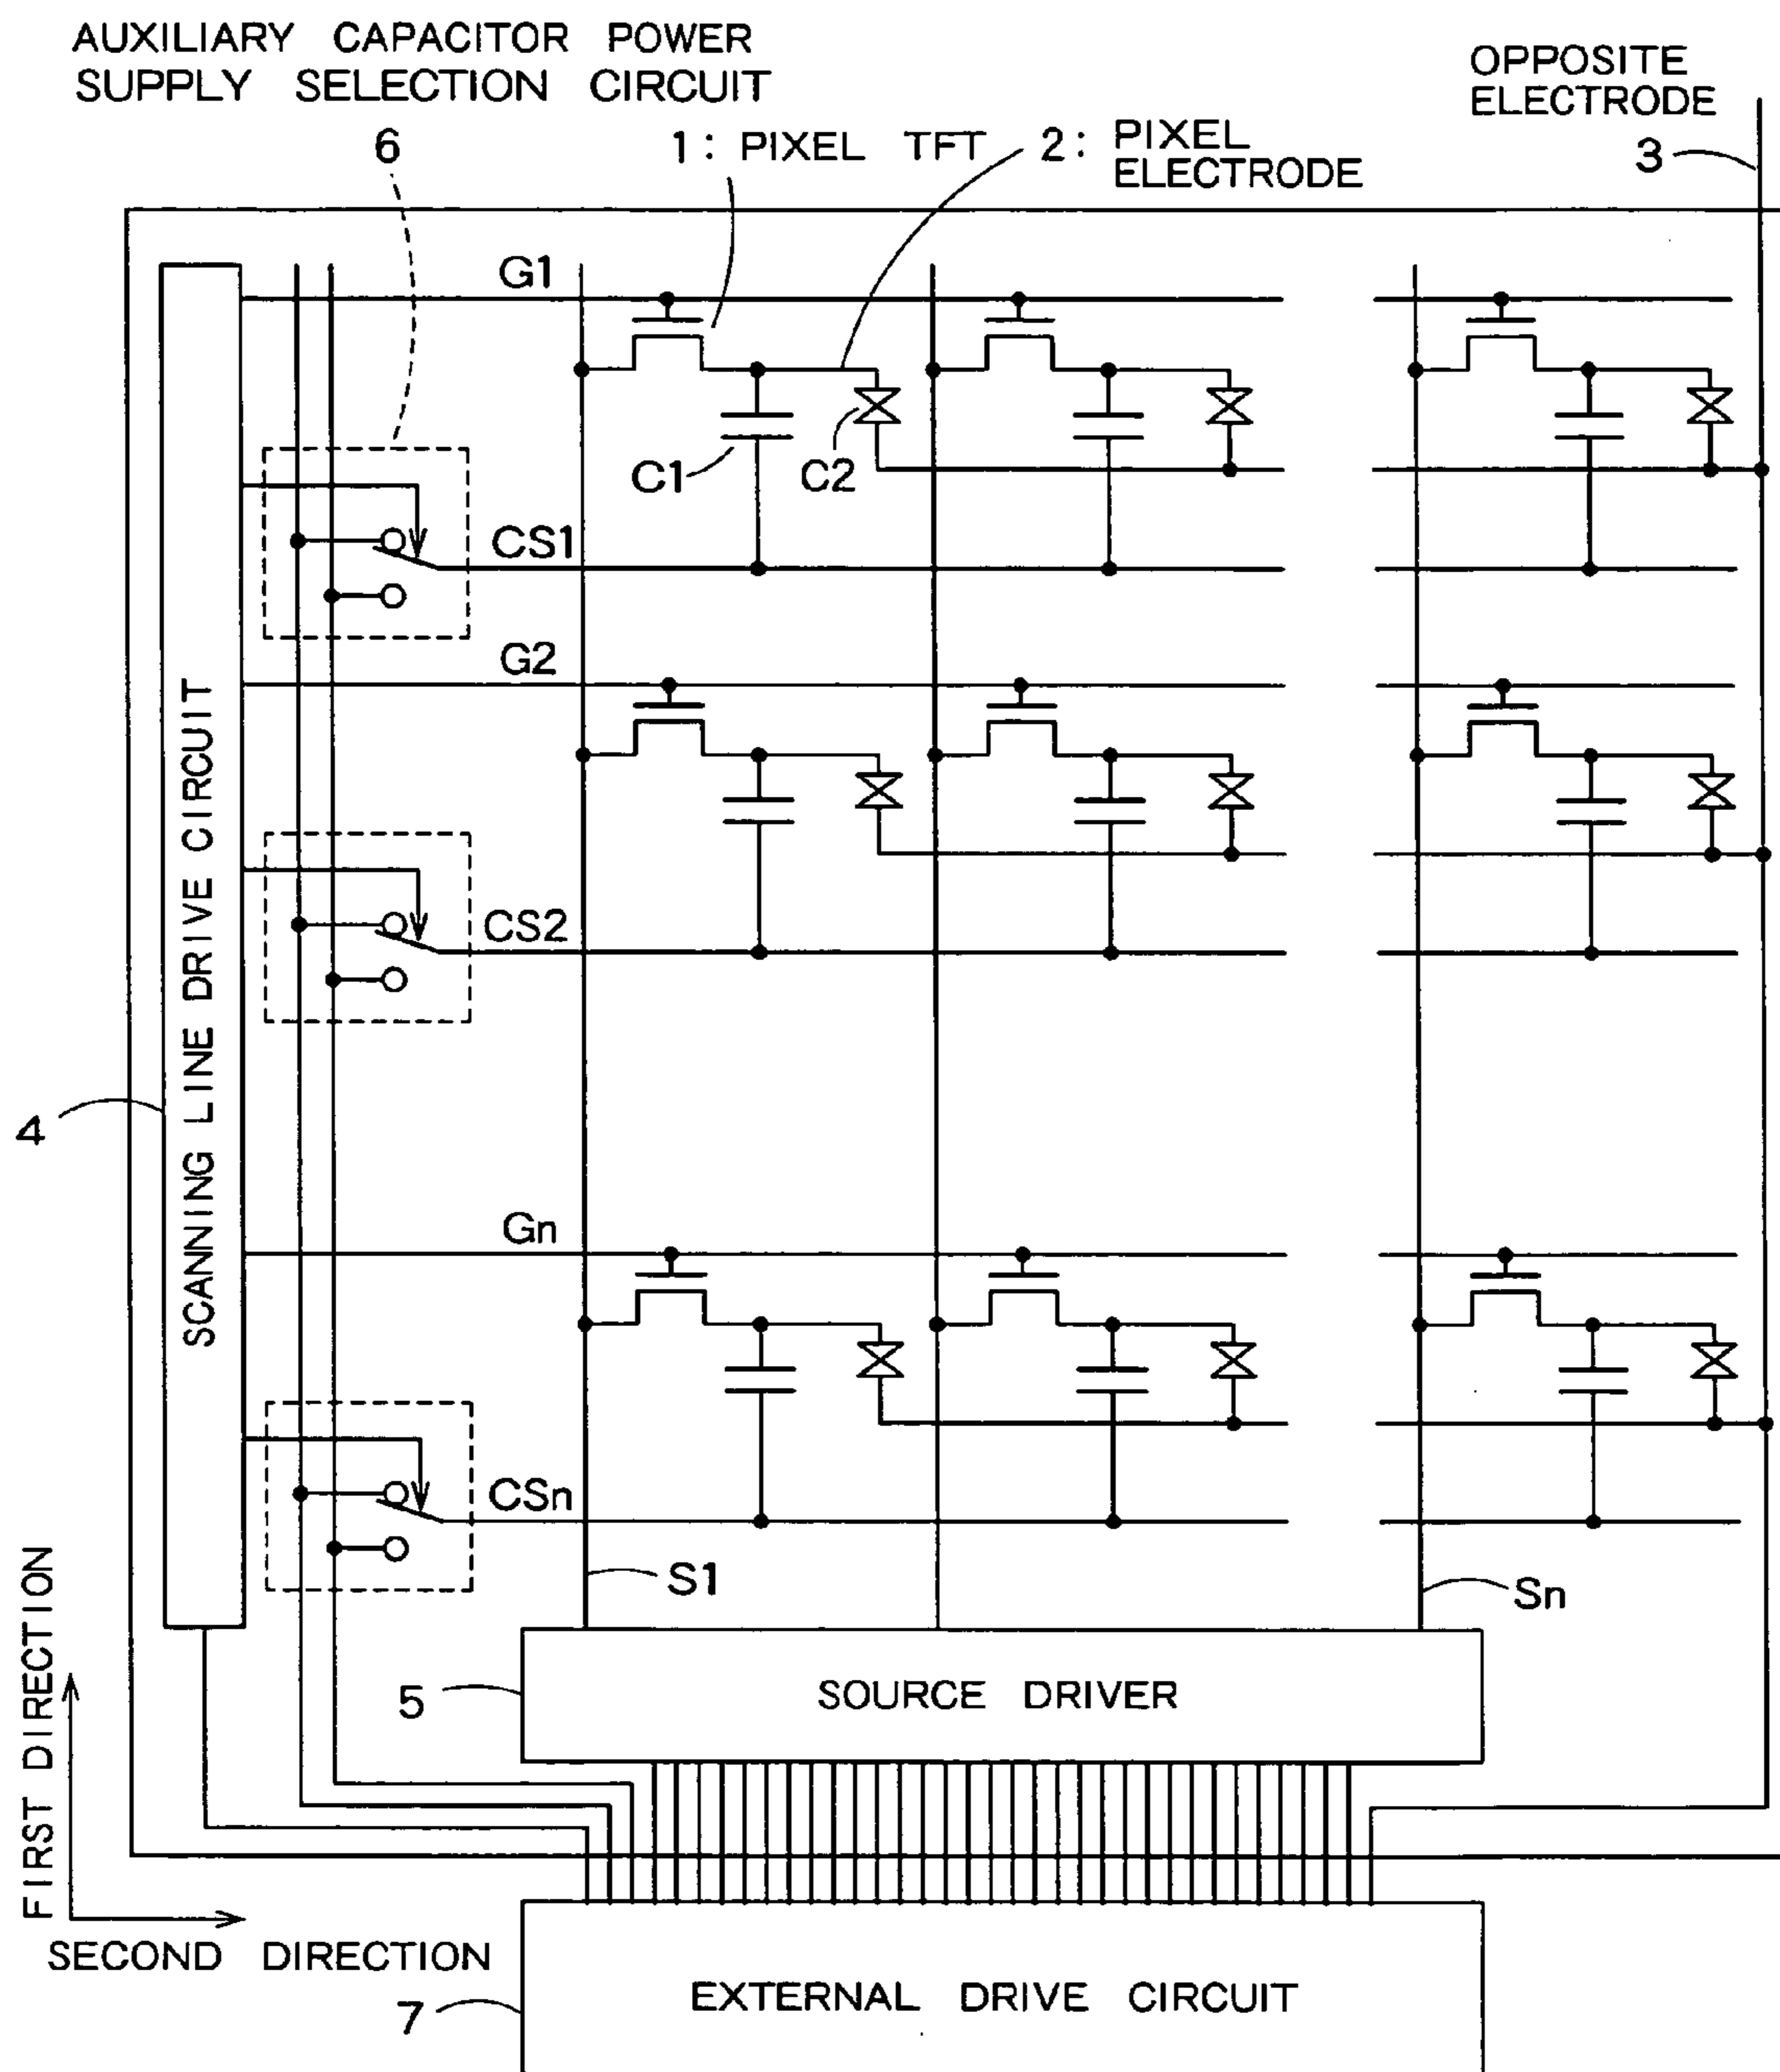 AUXILIARY CAPACITOR POWER
SUPPLY SELECTION CIRCUIT
OPPOSITE
ELECTRODE
6
1: PIXEL TFT
2: PIXEL
ELECTRODE
3
G1
C1
C2
CS1
G2
CS2
SCANNING LINE DRIVE CIRCUIT
4
Gn
CSn
S1
Sn
5
SOURCE DRIVER
FIRST DIRECTION
SECOND DIRECTION
7
EXTERNAL DRIVE CIRCUIT